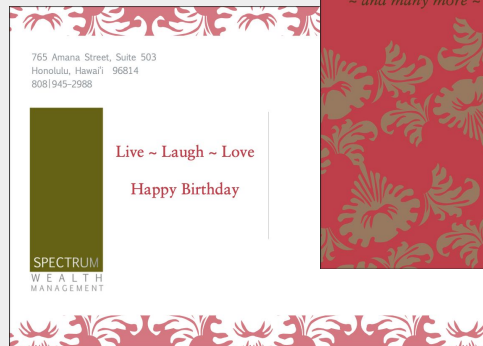 ~ and many more ~
765 Amana Street, Suite 503
Honolulu, Hawai'i 96814
808|945-2988
Live ~ Laugh ~ Love
Happy Birthday
SPECTRUM
WEALTH
MANAGEMENT